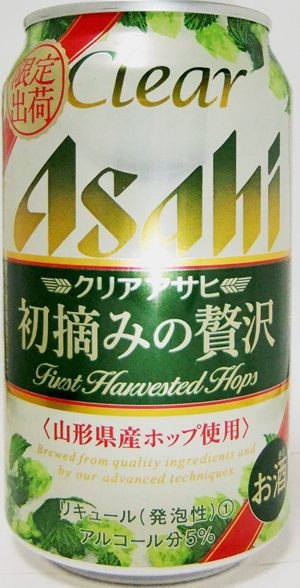 限定
出荷
Clear
Asahi
クリアアサヒ
初摘みの贅沢
First Harvested Hops
〈山形県産ホップ使用〉
Brewed from quality ingredients and
by our advanced techniques.
お酒
リキュール(発泡性)①
アルコール分5%